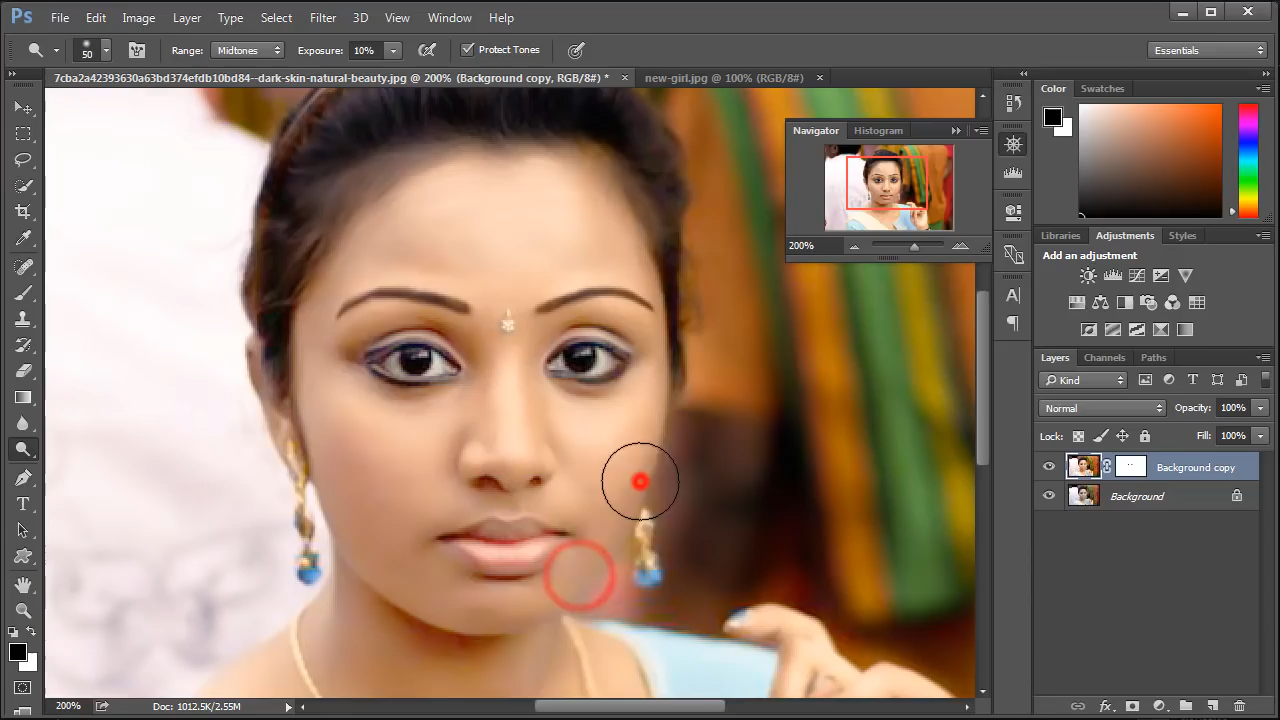 Ps File Edit Image Layer Type Select Filter 3D View Window Help
50 Range: Midtones Exposure: 10% Protect Tones Essentials
7cba2a42393630a63bd374efdb10bd84--dark-skin-natural-beauty.jpg @ 200% (Background copy, RGB/8#) * × new-girl.jpg @ 100% (RGB/8#) ×
Color Swatches
Navigator Histogram
200%
Libraries Adjustments Styles
Add an adjustment
Layers Channels Paths
Kind
Normal Opacity: 100%
Lock: Fill: 100%
Background copy
Background
200% Doc: 1012.5K/2.55M